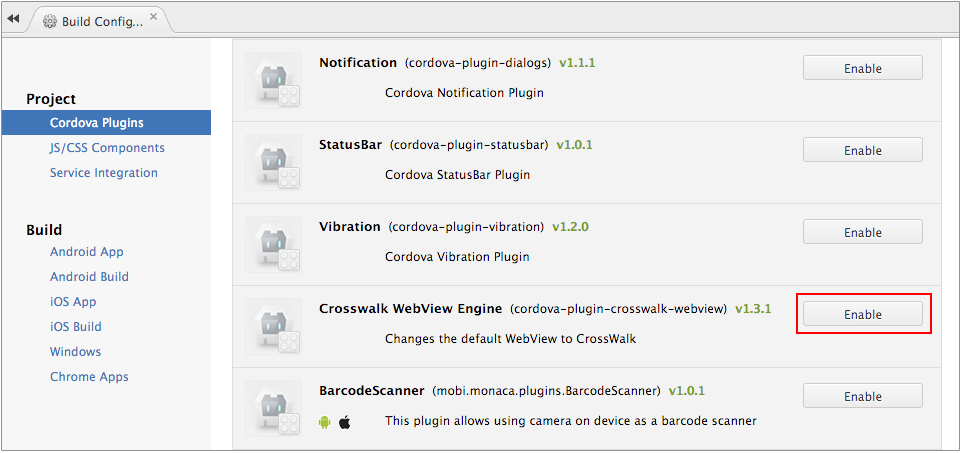 Build Config...
Project
Cordova Plugins
JS/CSS Components
Service Integration
Build
Android App
Android Build
iOS App
iOS Build
Windows
Chrome Apps
Notification (cordova-plugin-dialogs) v1.1.1 Enable
Cordova Notification Plugin
StatusBar (cordova-plugin-statusbar) v1.0.1 Enable
Cordova StatusBar Plugin
Vibration (cordova-plugin-vibration) v1.2.0 Enable
Cordova Vibration Plugin
Crosswalk WebView Engine (cordova-plugin-crosswalk-webview) v1.3.1 Enable
Changes the default WebView to CrossWalk
BarcodeScanner (mobi.monaca.plugins.BarcodeScanner) v1.0.1 Enable
This plugin allows using camera on device as a barcode scanner